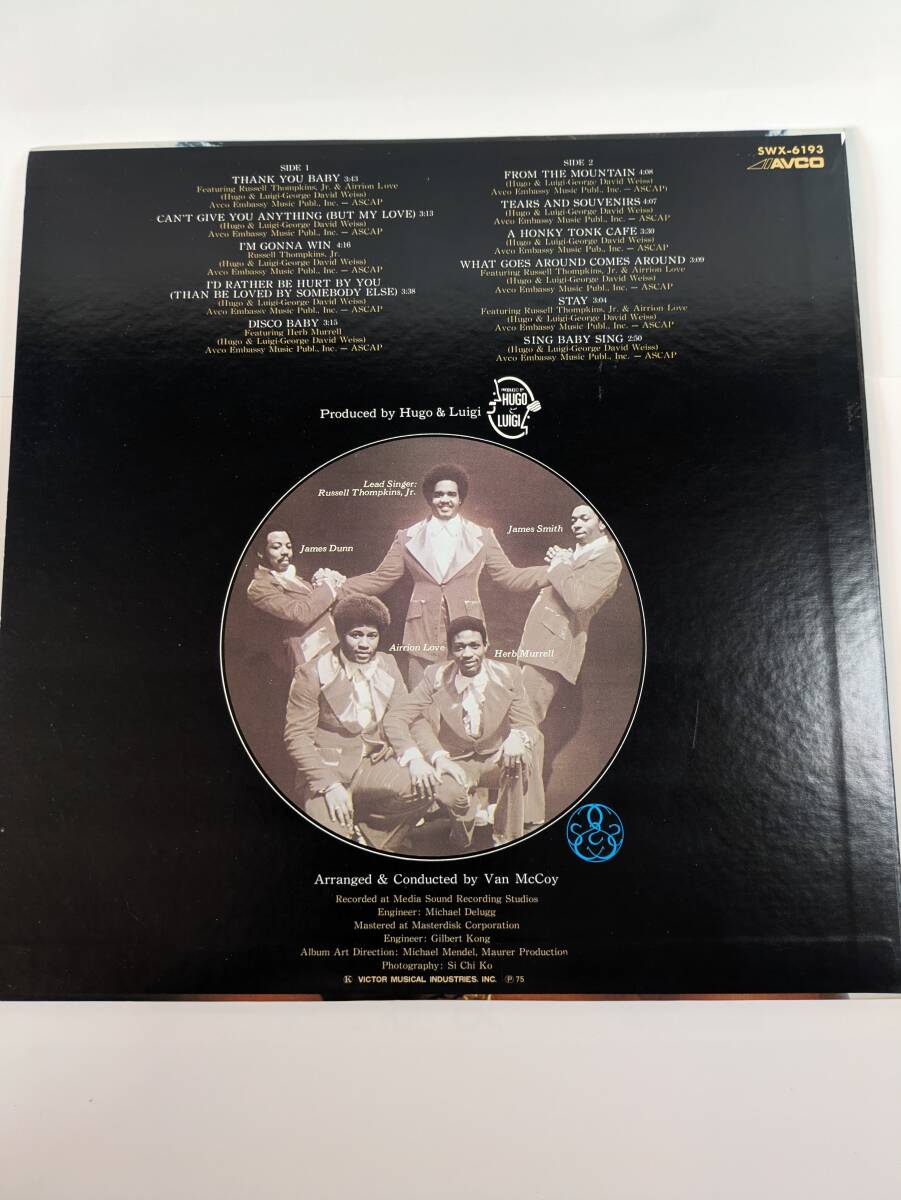 SWX-6193
AVCO
SIDE 1
THANK YOU BABY 3:43
Featuring Russell Thompkins, Jr. & Airrion Love
(Hugo & Luigi-George David Weiss)
Avco Embassy Music Publ., Inc. — ASCAP
CAN'T GIVE YOU ANYTHING (BUT MY LOVE) 3:13
(Hugo & Luigi-George David Weiss)
Avco Embassy Music Publ., Inc. — ASCAP
I'M GONNA WIN 4:16
Russell Thompkins, Jr.
(Hugo & Luigi-George David Weiss)
Avco Embassy Music Publ., Inc. — ASCAP
I'D RATHER BE HURT BY YOU
(THAN BE LOVED BY SOMEBODY ELSE) 3:38
(Hugo & Luigi-George David Weiss)
Avco Embassy Music Publ., Inc. — ASCAP
DISCO BABY 3:15
Featuring Herb Murrell
(Hugo & Luigi-George David Weiss)
Avco Embassy Music Publ., Inc. — ASCAP
SIDE 2
FROM THE MOUNTAIN 4:08
(Hugo & Luigi-George David Weiss)
Avco Embassy Music Publ., Inc. — ASCAP)
TEARS AND SOUVENIRS 4:07
(Hugo & Luigi-George David Weiss)
Avco Embassy Music Publ., Inc. — ASCAP
A HONKY TONK CAFE 3:30
(Hugo & Luigi-George David Weiss)
Avco Embassy Music Publ., Inc. — ASCAP
WHAT GOES AROUND COMES AROUND 3:09
Featuring Russell Thompkins, Jr. & Airrion Love
(Hugo & Luigi-George David Weiss)
Avco Embassy Music Publ., Inc. — ASCAP
STAY 3:04
Featuring Russell Thompkins, Jr. & Airrion Love
(Hugo & Luigi-George David Weiss)
Avco Embassy Music Publ., Inc. — ASCAP
SING BABY SING 2:50
(Hugo & Luigi-George David Weiss)
Avco Embassy Music Publ., Inc. — ASCAP
Produced by Hugo & Luigi
PRODUCED BY
HUGO
&
LUIGI
Lead Singer:
Russell Thompkins, Jr.
James Smith
James Dunn
Airrion Love
Herb Murrell
Arranged & Conducted by Van McCoy
Recorded at Media Sound Recording Studios
Engineer: Michael Delugg
Mastered at Masterdisk Corporation
Engineer: Gilbert Kong
Album Art Direction: Michael Mendel, Maurer Production
Photography: Si Chi Ko
Ⓚ VICTOR MUSICAL INDUSTRIES. INC. Ⓟ 75